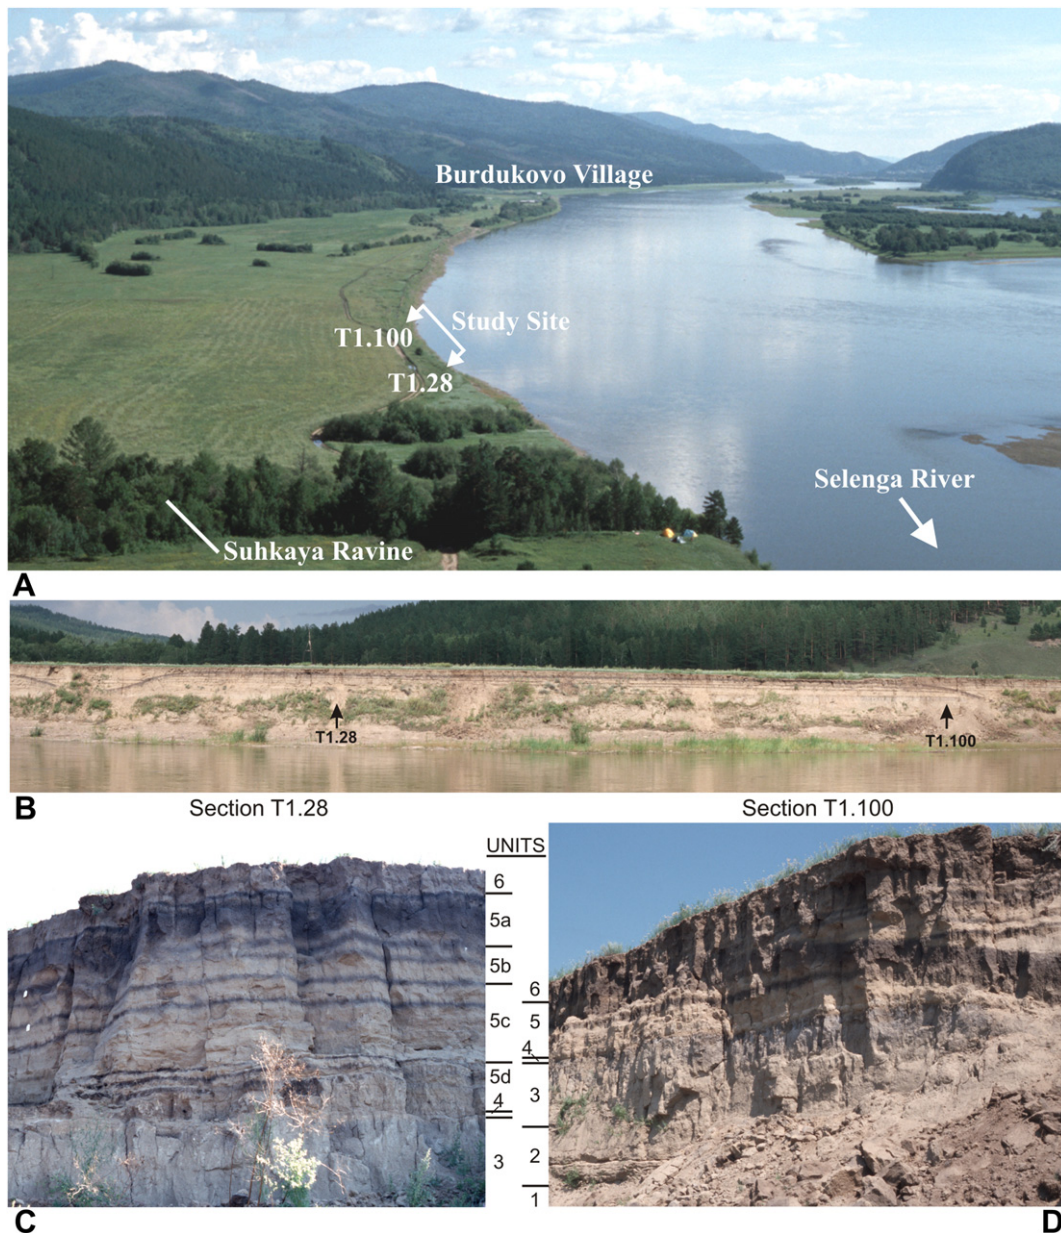 Burdukovo Village
Study Site
T1.100
T1.28
Selenga River
Suhkaya Ravine
A
T1.28
T1.100
B
Section T1.28
Section T1.100
UNITS
6
5a
5b
5c
5d
4
3
6
5
4
3
2
1
C
D